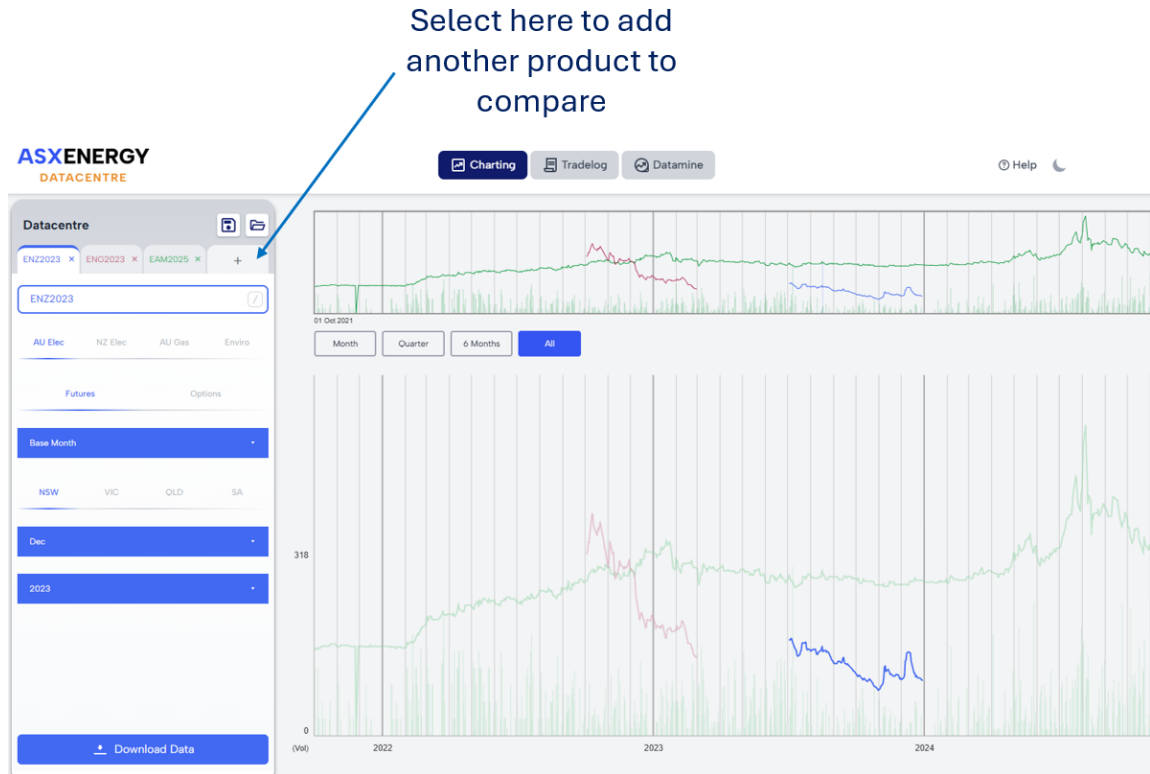 Select here to add
another product to
compare
ASXENERGY
DATACENTRE
Charting
Tradelog
Datamine
Help
Datacentre
ENZ2023 ×
ENG2023 ×
EAM2025 ×
+
ENZ2023
/
AU Elec
NZ Elec
AU Gas
Enviro
Futures
Options
Base Month
NSW
VIC
QLD
SA
Dec
2023
Download Data
01 Oct 2021
Month
Quarter
6 Months
All
318
0
(Vol)
2022
2023
2024